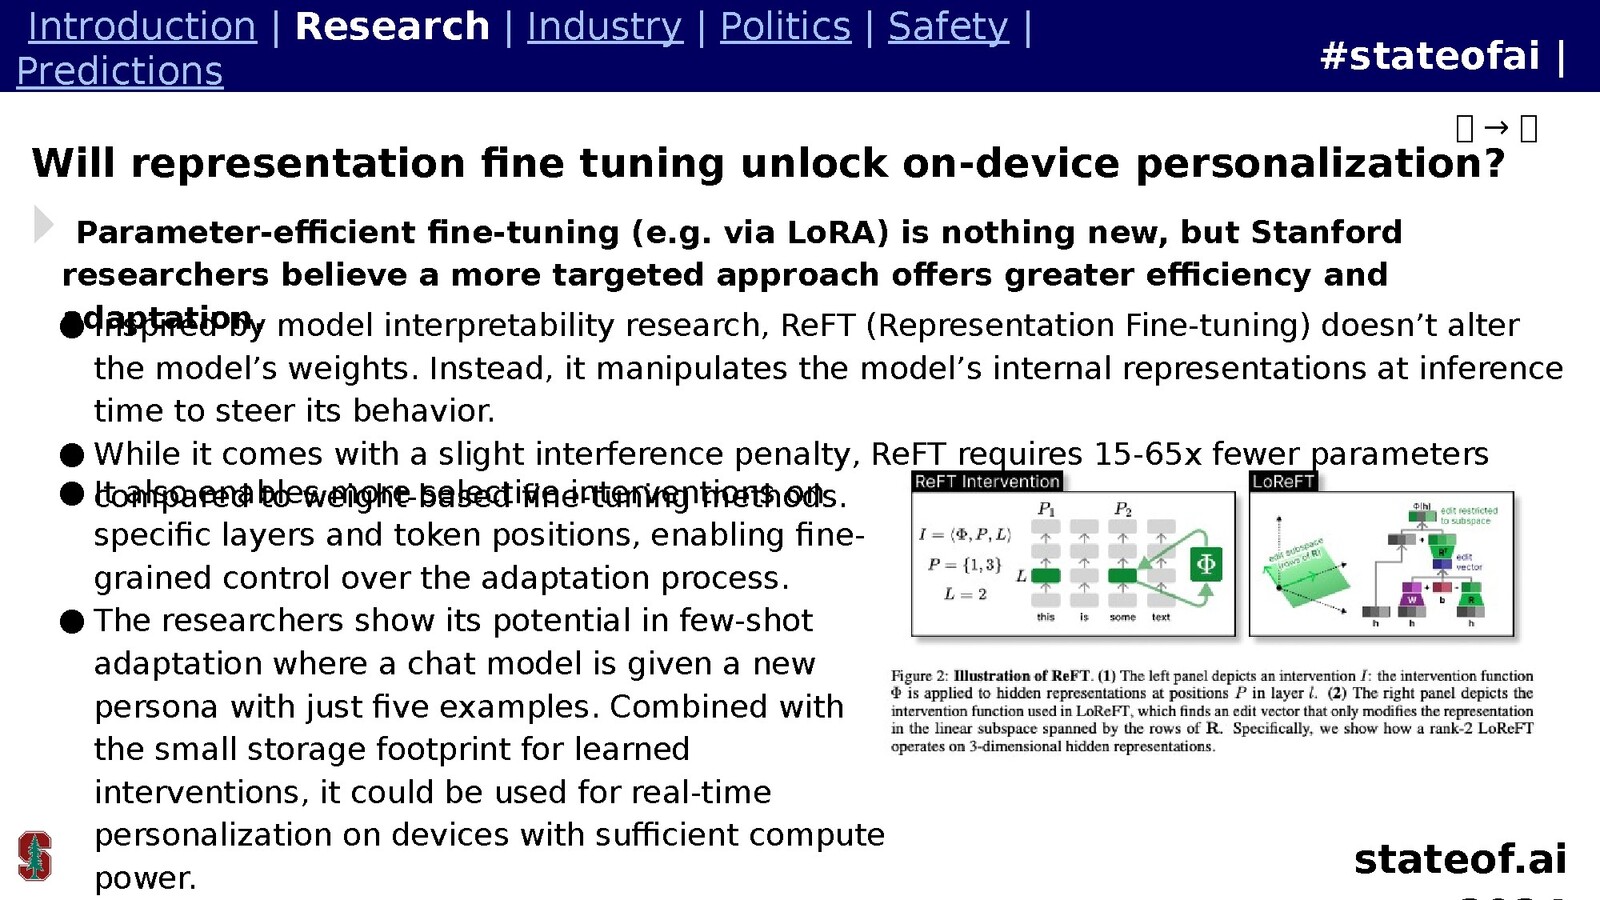 Introduction | Research | Industry | Politics | Safety |
Predictions
#stateofai |
→
Will representation fine tuning unlock on-device personalization?
Parameter-efficient fine-tuning (e.g. via LoRA) is nothing new, but Stanford
researchers believe a more targeted approach offers greater efficiency and
adaptation.
● Inspired by model interpretability research, ReFT (Representation Fine-tuning) doesn’t alter
the model’s weights. Instead, it manipulates the model’s internal representations at inference
time to steer its behavior.
● While it comes with a slight interference penalty, ReFT requires 15-65x fewer parameters
compared to weight-based fine-tuning methods.
● It also enables more selective interventions on
specific layers and token positions, enabling fine-
grained control over the adaptation process.
● The researchers show its potential in few-shot
adaptation where a chat model is given a new
persona with just five examples. Combined with
the small storage footprint for learned
interventions, it could be used for real-time
personalization on devices with sufficient compute
power.
ReFT Intervention
P1 P2
I = ⟨Φ, P, L⟩
P = {1, 3}
L = 2
L
Φ
this is some text
LoReFT
Φ(h)
edit restricted
to subspace
edit subspace
rows of R
+
Rᵀ
edit
vector
W + b - R
h h h
Figure 2: Illustration of ReFT. (1) The left panel depicts an intervention I: the intervention function
Φ is applied to hidden representations at positions P in layer l. (2) The right panel depicts the
intervention function used in LoReFT, which finds an edit vector that only modifies the representation
in the linear subspace spanned by the rows of R. Specifically, we show how a rank-2 LoReFT
operates on 3-dimensional hidden representations.
S
stateof.ai